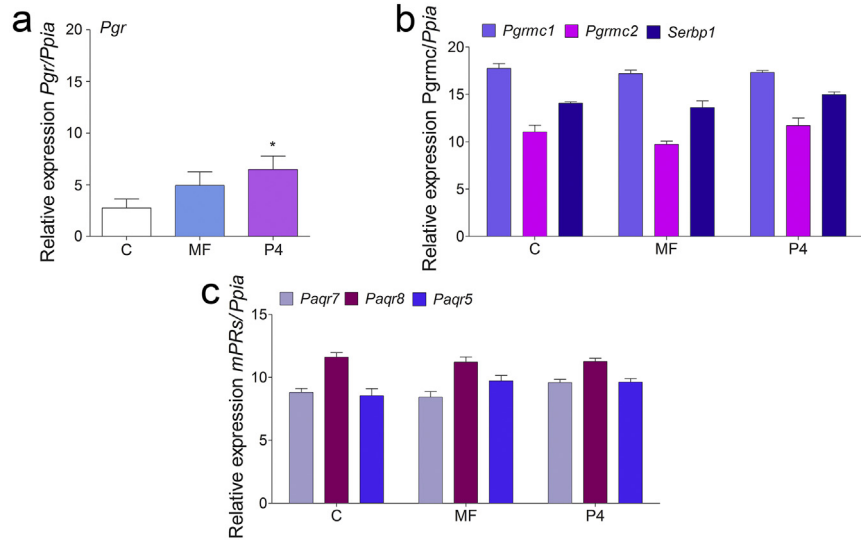 a
Pgr
Relative expression Pgr/Ppia
20
15
10
5
0
*
C MF P4
b
Pgrmc1 Pgrmc2 Serbp1
Relative expression Pgrmc/Ppia
20
15
10
5
0
C MF P4
c
Paqr7 Paqr8 Paqr5
Relative expression mPRs/Ppia
15
10
5
0
C MF P4